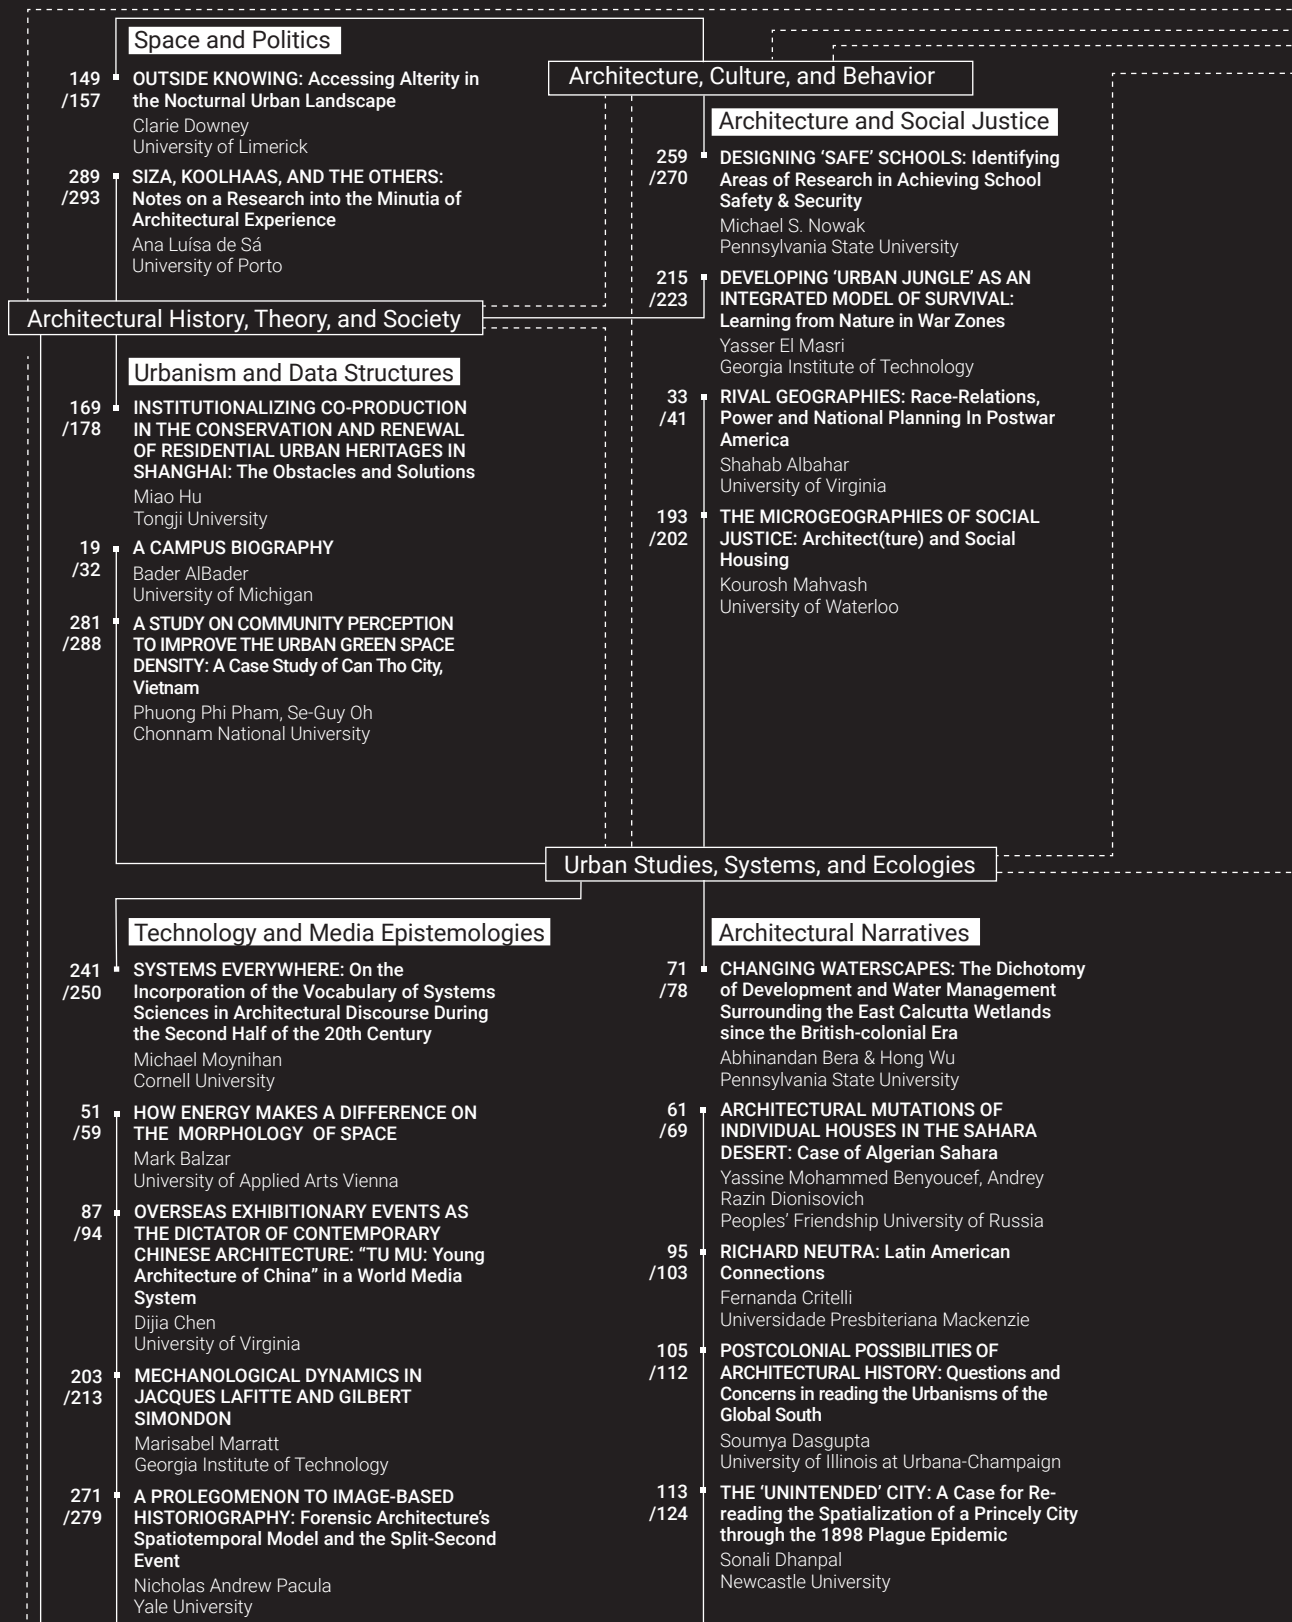 Space and Politics
149
/157
OUTSIDE KNOWING: Accessing Alterity in
the Nocturnal Urban Landscape
Clarie Downey
University of Limerick
289
/293
SIZA, KOOLHAAS, AND THE OTHERS:
Notes on a Research into the Minutia of
Architectural Experience
Ana Luísa de Sá
University of Porto
Architectural History, Theory, and Society
Urbanism and Data Structures
169
/178
INSTITUTIONALIZING CO-PRODUCTION
IN THE CONSERVATION AND RENEWAL
OF RESIDENTIAL URBAN HERITAGES IN
SHANGHAI: The Obstacles and Solutions
Miao Hu
Tongji University
19
/32
A CAMPUS BIOGRAPHY
Bader AlBader
University of Michigan
281
/288
A STUDY ON COMMUNITY PERCEPTION
TO IMPROVE THE URBAN GREEN SPACE
DENSITY: A Case Study of Can Tho City,
Vietnam
Phuong Phi Pham, Se-Guy Oh
Chonnam National University
Architecture, Culture, and Behavior
Architecture and Social Justice
259
/270
DESIGNING ‘SAFE’ SCHOOLS: Identifying
Areas of Research in Achieving School
Safety & Security
Michael S. Nowak
Pennsylvania State University
215
/223
DEVELOPING ‘URBAN JUNGLE’ AS AN
INTEGRATED MODEL OF SURVIVAL:
Learning from Nature in War Zones
Yasser El Masri
Georgia Institute of Technology
33
/41
RIVAL GEOGRAPHIES: Race-Relations,
Power and National Planning In Postwar
America
Shahab Albahar
University of Virginia
193
/202
THE MICROGEOGRAPHIES OF SOCIAL
JUSTICE: Architect(ture) and Social
Housing
Kourosh Mahvash
University of Waterloo
Urban Studies, Systems, and Ecologies
Technology and Media Epistemologies
241
/250
SYSTEMS EVERYWHERE: On the
Incorporation of the Vocabulary of Systems
Sciences in Architectural Discourse During
the Second Half of the 20th Century
Michael Moynihan
Cornell University
51
/59
HOW ENERGY MAKES A DIFFERENCE ON
THE MORPHOLOGY OF SPACE
Mark Balzar
University of Applied Arts Vienna
87
/94
OVERSEAS EXHIBITIONARY EVENTS AS
THE DICTATOR OF CONTEMPORARY
CHINESE ARCHITECTURE: “TU MU: Young
Architecture of China” in a World Media
System
Dijia Chen
University of Virginia
203
/213
MECHANOLOGICAL DYNAMICS IN
JACQUES LAFITTE AND GILBERT
SIMONDON
Marisabel Marratt
Georgia Institute of Technology
271
/279
A PROLEGOMENON TO IMAGE-BASED
HISTORIOGRAPHY: Forensic Architecture’s
Spatiotemporal Model and the Split-Second
Event
Nicholas Andrew Pacula
Yale University
Architectural Narratives
71
/78
CHANGING WATERSCAPES: The Dichotomy
of Development and Water Management
Surrounding the East Calcutta Wetlands
since the British-colonial Era
Abhinandan Bera & Hong Wu
Pennsylvania State University
61
/69
ARCHITECTURAL MUTATIONS OF
INDIVIDUAL HOUSES IN THE SAHARA
DESERT: Case of Algerian Sahara
Yassine Mohammed Benyoucef, Andrey
Razin Dionisovich
Peoples’ Friendship University of Russia
95
/103
RICHARD NEUTRA: Latin American
Connections
Fernanda Critelli
Universidade Presbiteriana Mackenzie
105
/112
POSTCOLONIAL POSSIBILITIES OF
ARCHITECTURAL HISTORY: Questions and
Concerns in reading the Urbanisms of the
Global South
Soumya Dasgupta
University of Illinois at Urbana-Champaign
113
/124
THE ‘UNINTENDED’ CITY: A Case for Re-
reading the Spatialization of a Princely City
through the 1898 Plague Epidemic
Sonali Dhanpal
Newcastle University